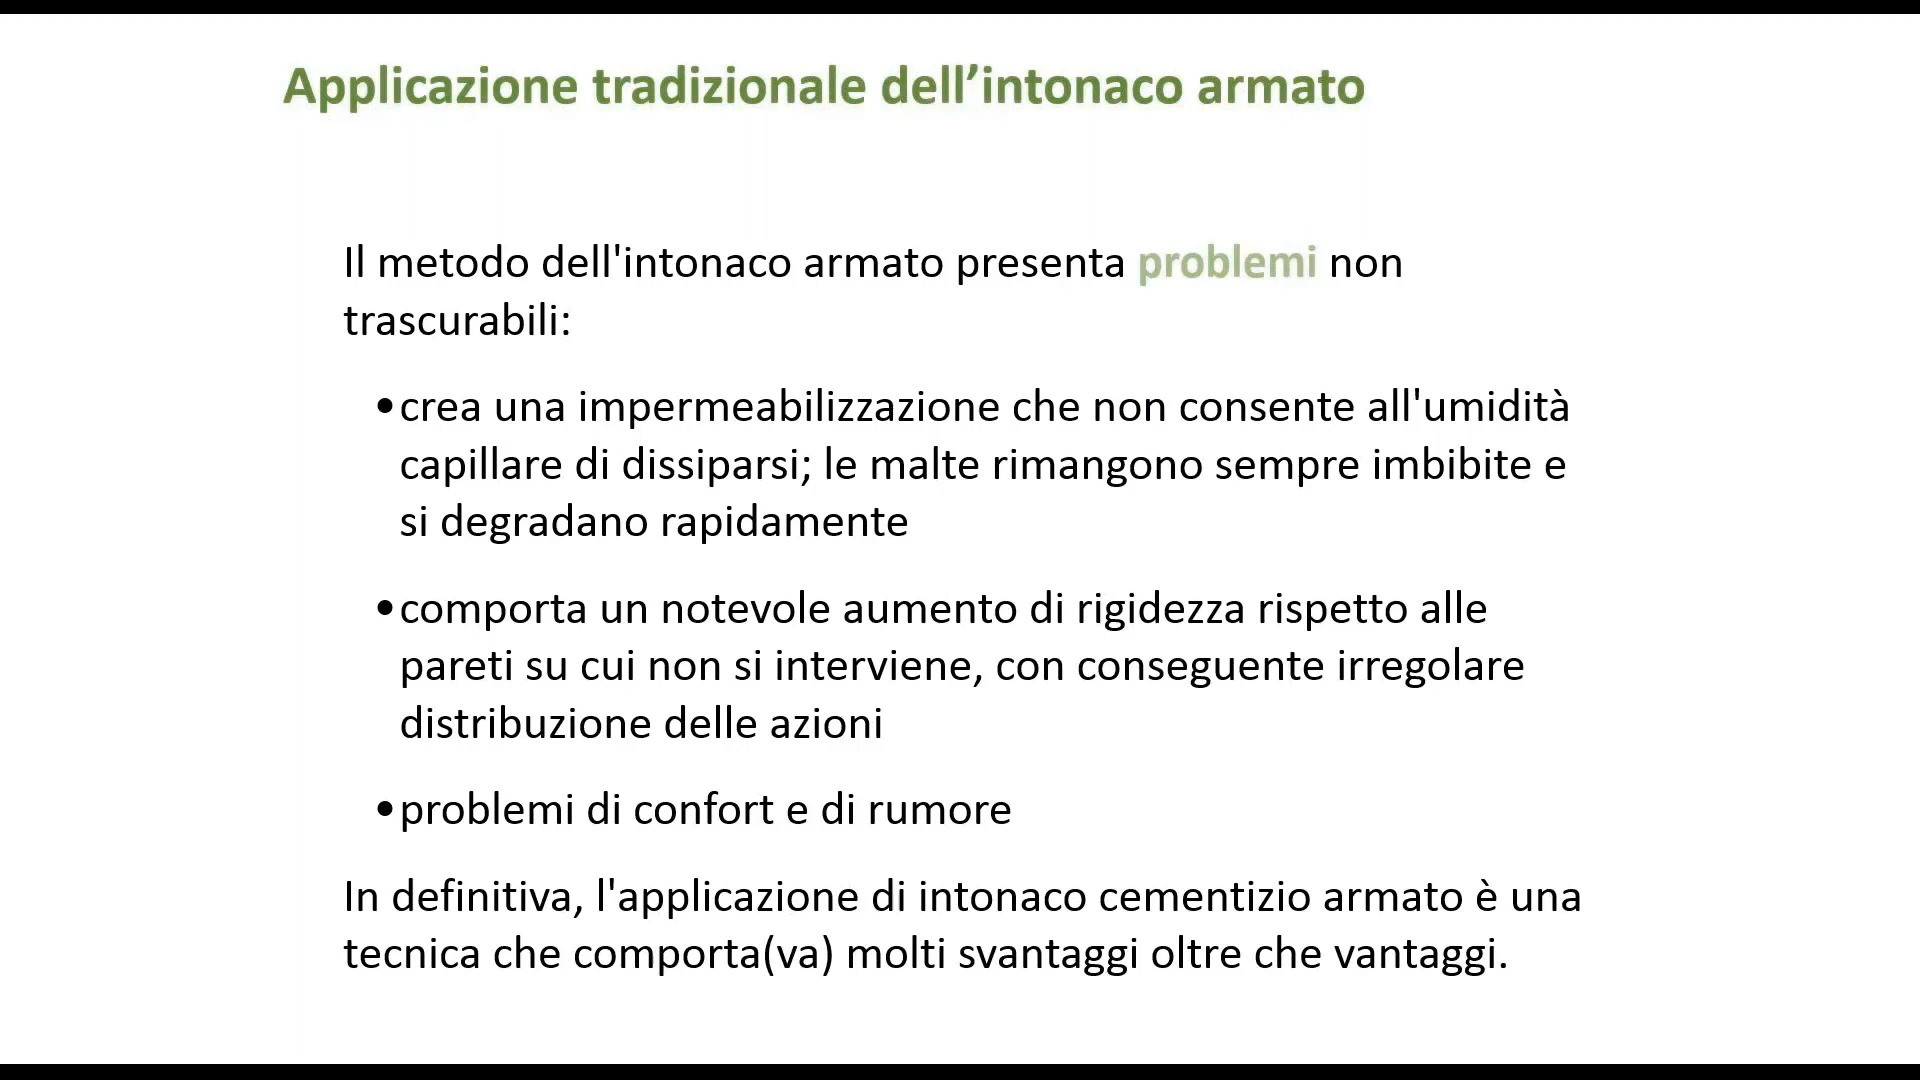 Applicazione tradizionale dell’intonaco armato
Il metodo dell'intonaco armato presenta problemi non
trascurabili:
•crea una impermeabilizzazione che non consente all'umidità
capillare di dissiparsi; le malte rimangono sempre imbibite e
si degradano rapidamente
•comporta un notevole aumento di rigidezza rispetto alle
pareti su cui non si interviene, con conseguente irregolare
distribuzione delle azioni
•problemi di confort e di rumore
In definitiva, l'applicazione di intonaco cementizio armato è una
tecnica che comporta(va) molti svantaggi oltre che vantaggi.